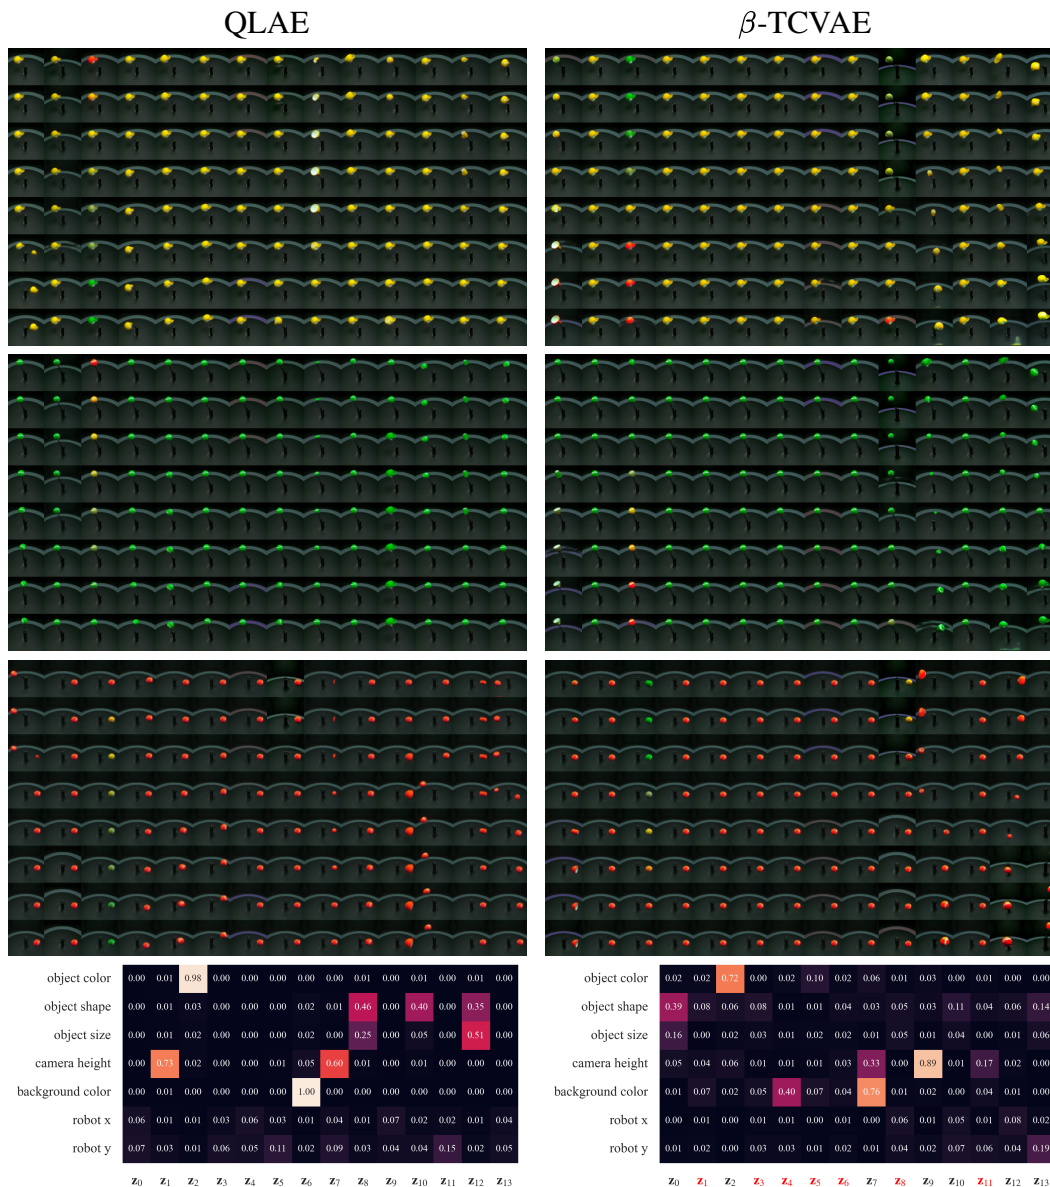 QLAE
β-TCVAE
object color 0.00 0.01 0.98 0.00 0.00 0.00 0.00 0.00 0.01 0.00 0.01 0.00 0.01 0.00
object shape 0.00 0.01 0.03 0.00 0.00 0.00 0.02 0.01 0.46 0.00 0.40 0.00 0.35 0.00
object size 0.00 0.01 0.02 0.00 0.00 0.00 0.02 0.00 0.25 0.00 0.05 0.00 0.51 0.00
camera height 0.00 0.73 0.02 0.00 0.00 0.01 0.05 0.60 0.01 0.00 0.00 0.00 0.00 0.00
background color 0.00 0.00 0.01 0.00 0.00 0.00 1.00 0.00 0.00 0.00 0.00 0.00 0.00 0.00
robot x 0.06 0.01 0.01 0.03 0.06 0.03 0.01 0.04 0.01 0.07 0.02 0.02 0.01 0.04
robot y 0.07 0.03 0.01 0.06 0.05 0.11 0.02 0.09 0.03 0.04 0.04 0.15 0.02 0.05
z0 z1 z2 z3 z4 z5 z6 z7 z8 z9 z10 z11 z12 z13
object color 0.02 0.02 0.72 0.00 0.02 0.10 0.02 0.06 0.01 0.03 0.00 0.01 0.00 0.00
object shape 0.39 0.08 0.06 0.08 0.01 0.01 0.04 0.03 0.05 0.03 0.11 0.04 0.06 0.14
object size 0.16 0.00 0.02 0.03 0.01 0.02 0.02 0.01 0.05 0.01 0.04 0.00 0.01 0.06
camera height 0.05 0.04 0.06 0.01 0.01 0.01 0.03 0.33 0.00 0.89 0.01 0.17 0.00 0.00
background color 0.01 0.07 0.02 0.05 0.40 0.07 0.04 0.76 0.01 0.02 0.00 0.04 0.01 0.00
robot x 0.00 0.01 0.00 0.01 0.01 0.01 0.01 0.02 0.06 0.01 0.05 0.01 0.08 0.02
robot y 0.01 0.02 0.00 0.03 0.03 0.01 0.02 0.04 0.04 0.02 0.07 0.06 0.04 0.19
z0 z1 z2 z3 z4 z5 z6 z7 z8 z9 z10 z11 z12 z13